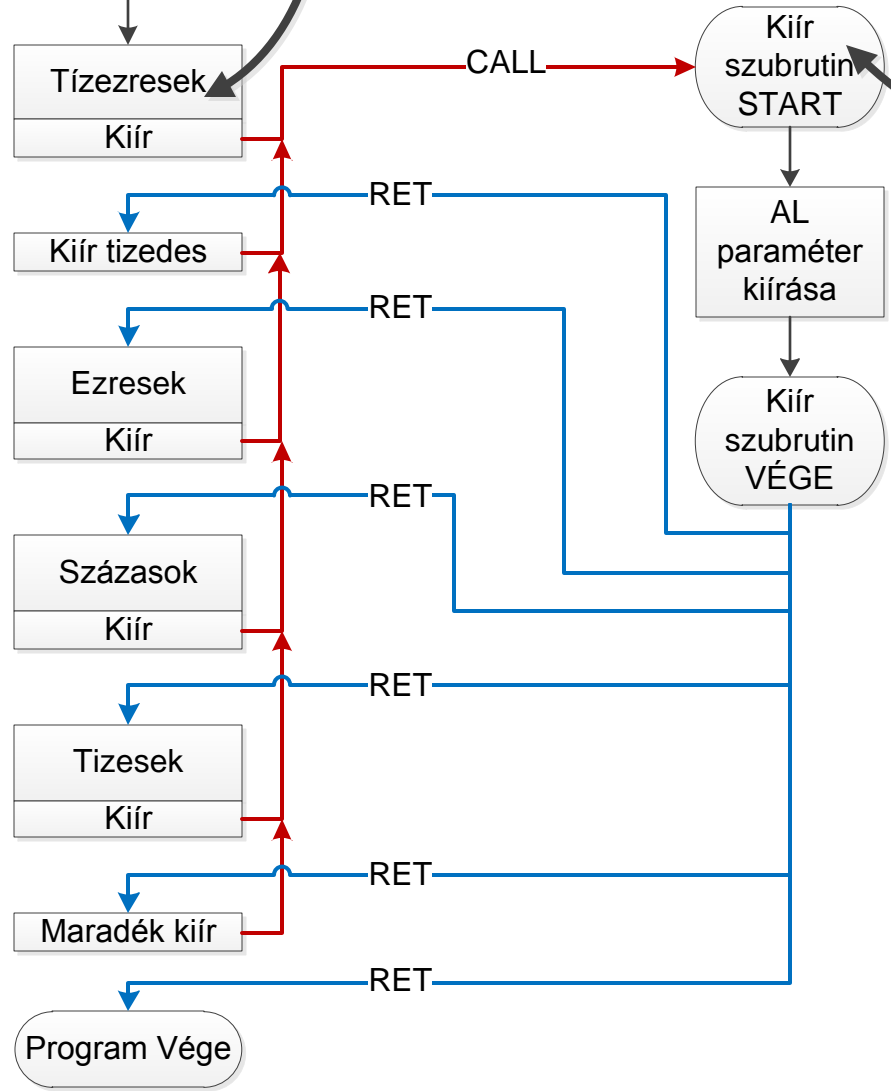 Tízezresek
Kiír
CALL
Kiír
szubrutin
START
RET
Kiír tizedes
AL
paraméter
kiírása
RET
Ezresek
Kiír
Kiír
szubrutin
VÉGE
RET
Százasok
Kiír
RET
Tizesek
Kiír
RET
Maradék kiír
RET
Program Vége